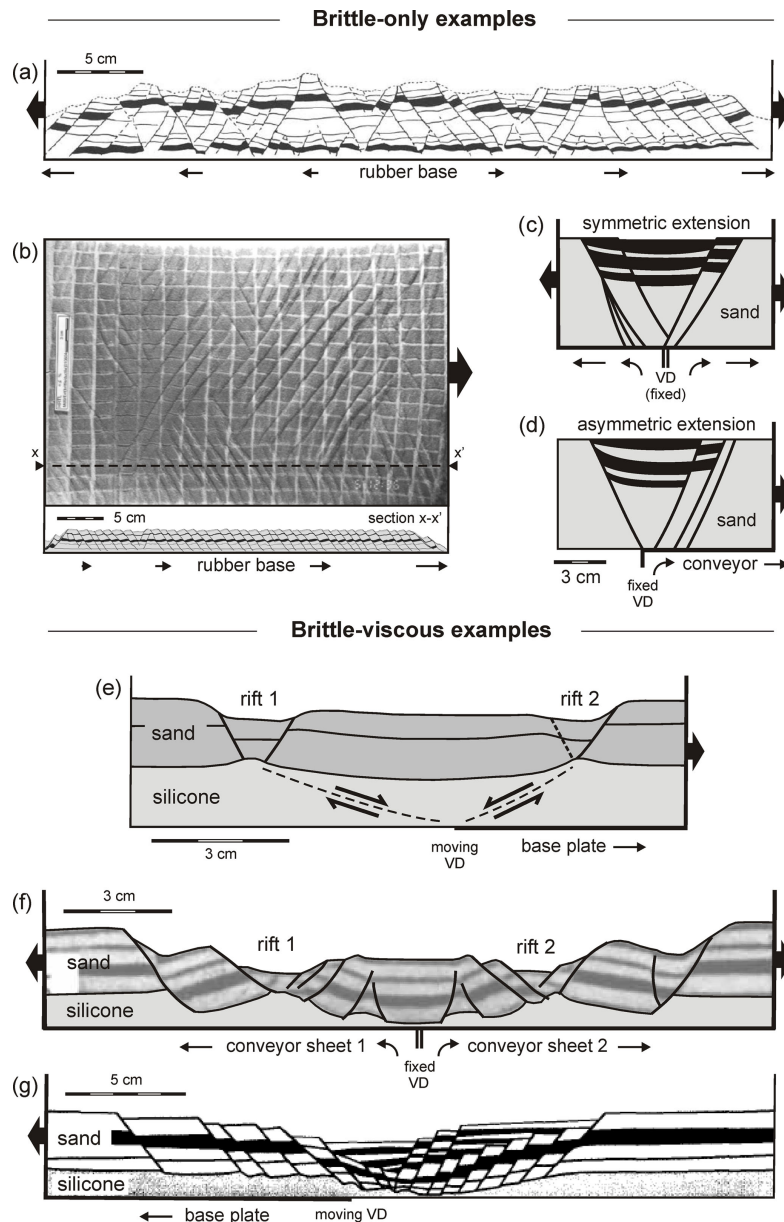 Brittle-only examples
(a)
5 cm
rubber base
(b)
x
x'
5 cm
section x-x'
rubber base
(c)
symmetric extension
sand
VD
(fixed)
(d)
asymmetric extension
sand
3 cm
fixed
VD
conveyor
Brittle-viscous examples
(e)
rift 1
rift 2
sand
silicone
3 cm
moving
VD
base plate
(f)
3 cm
rift 1
rift 2
sand
silicone
conveyor sheet 1
fixed
VD
conveyor sheet 2
(g)
5 cm
sand
silicone
base plate
moving VD